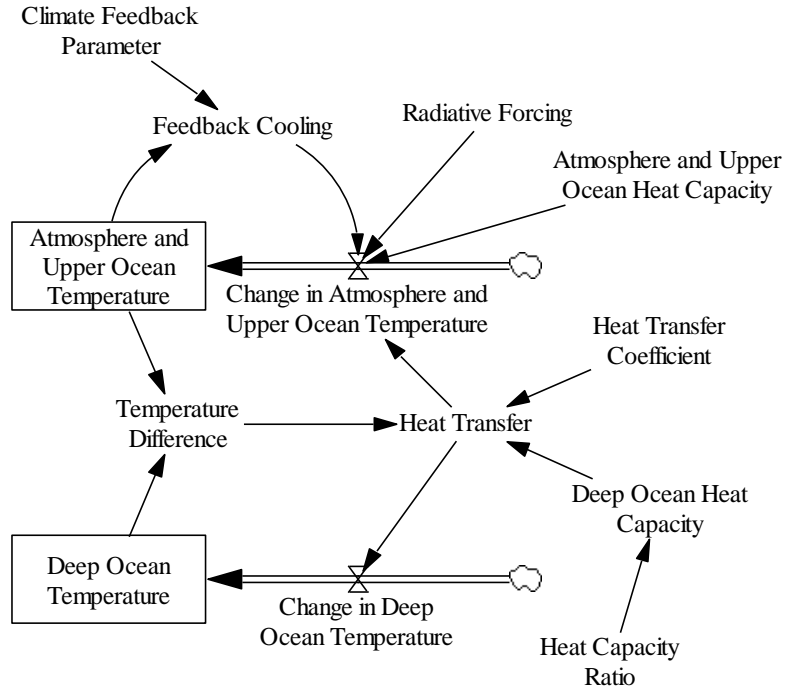 Climate Feedback
Parameter
Feedback Cooling
Radiative Forcing
Atmosphere and Upper
Ocean Heat Capacity
Atmosphere and
Upper Ocean
Temperature
Change in Atmosphere and
Upper Ocean Temperature
Heat Transfer
Coefficient
Temperature
Difference
Heat Transfer
Deep Ocean Heat
Capacity
Deep Ocean
Temperature
Change in Deep
Ocean Temperature
Heat Capacity
Ratio